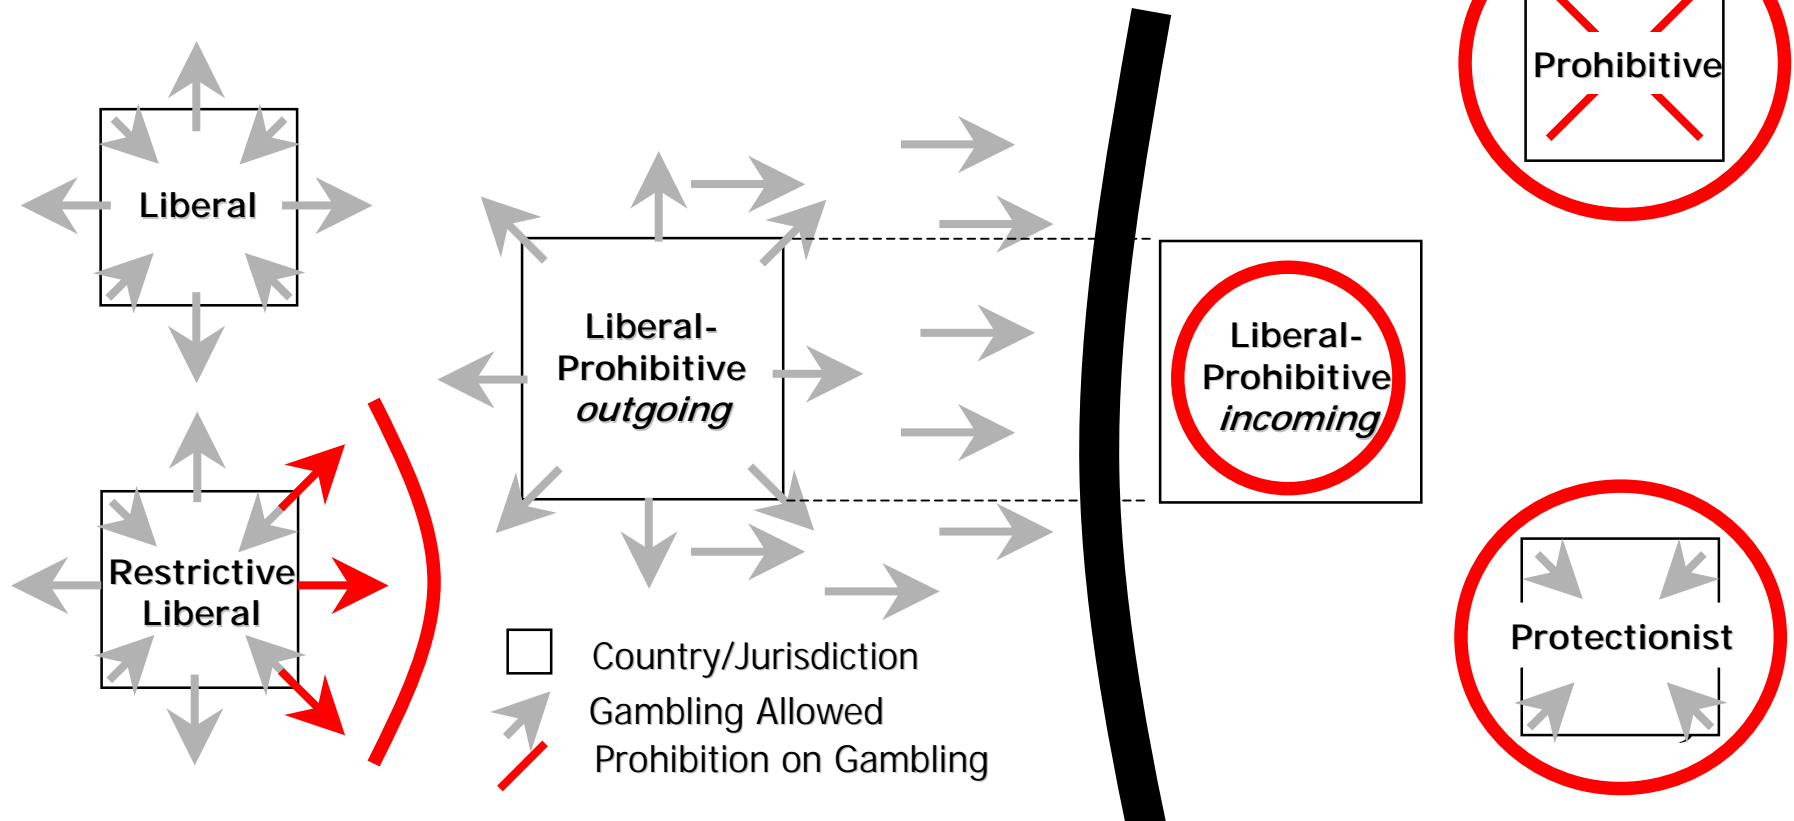 Prohibitive
Liberal
Liberal-
Prohibitive
outgoing
Liberal-
Prohibitive
incoming
Restrictive
Liberal
Protectionist
Country/Jurisdiction
Gambling Allowed
Prohibition on Gambling